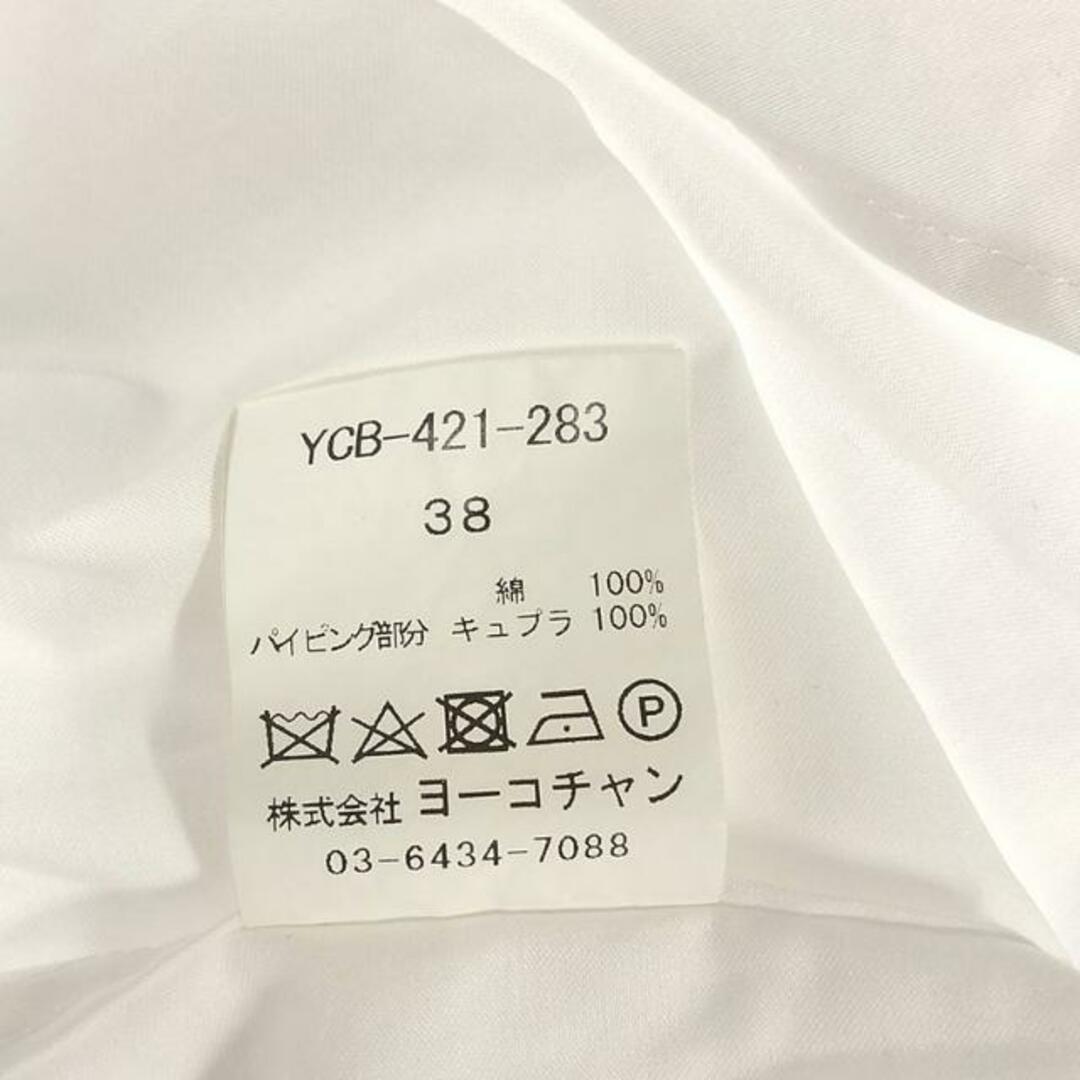 YCB-421-283
38
綿 100%
パイピング部分 キュプラ 100%
P
株式会社 ヨーコチャン
03-6434-7088